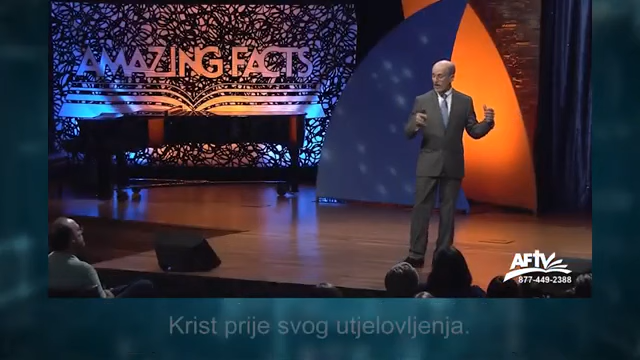 AMAZING FACTS
AFtv
877-449-2388
Krist prije svog utjelovljenja.